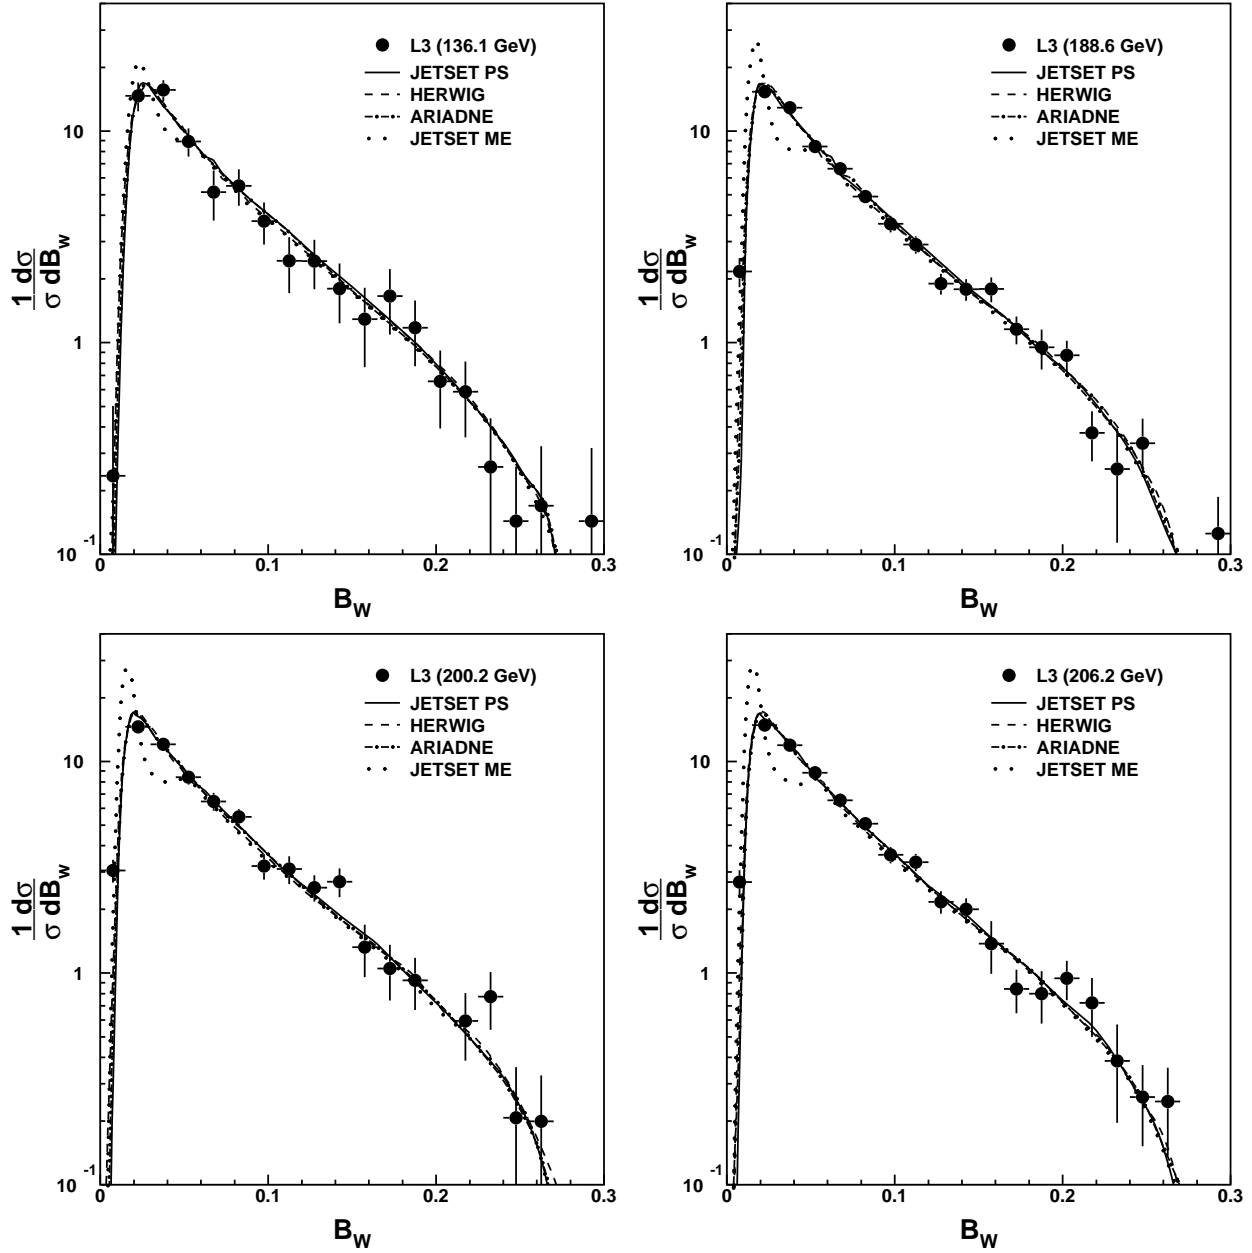 L3 (136.1 GeV)
JETSET PS
HERWIG
ARIADNE
JETSET ME
10
1
10 -1
0
0.1
0.2
0.3
B_W
1 dσ
σ dB_w
L3 (188.6 GeV)
JETSET PS
HERWIG
ARIADNE
JETSET ME
10
1
10 -1
0
0.1
0.2
0.3
B_W
1 dσ
σ dB_w
L3 (200.2 GeV)
JETSET PS
HERWIG
ARIADNE
JETSET ME
10
1
10 -1
0
0.1
0.2
0.3
B_W
1 dσ
σ dB_w
L3 (206.2 GeV)
JETSET PS
HERWIG
ARIADNE
JETSET ME
10
1
10 -1
0
0.1
0.2
0.3
B_W
1 dσ
σ dB_w